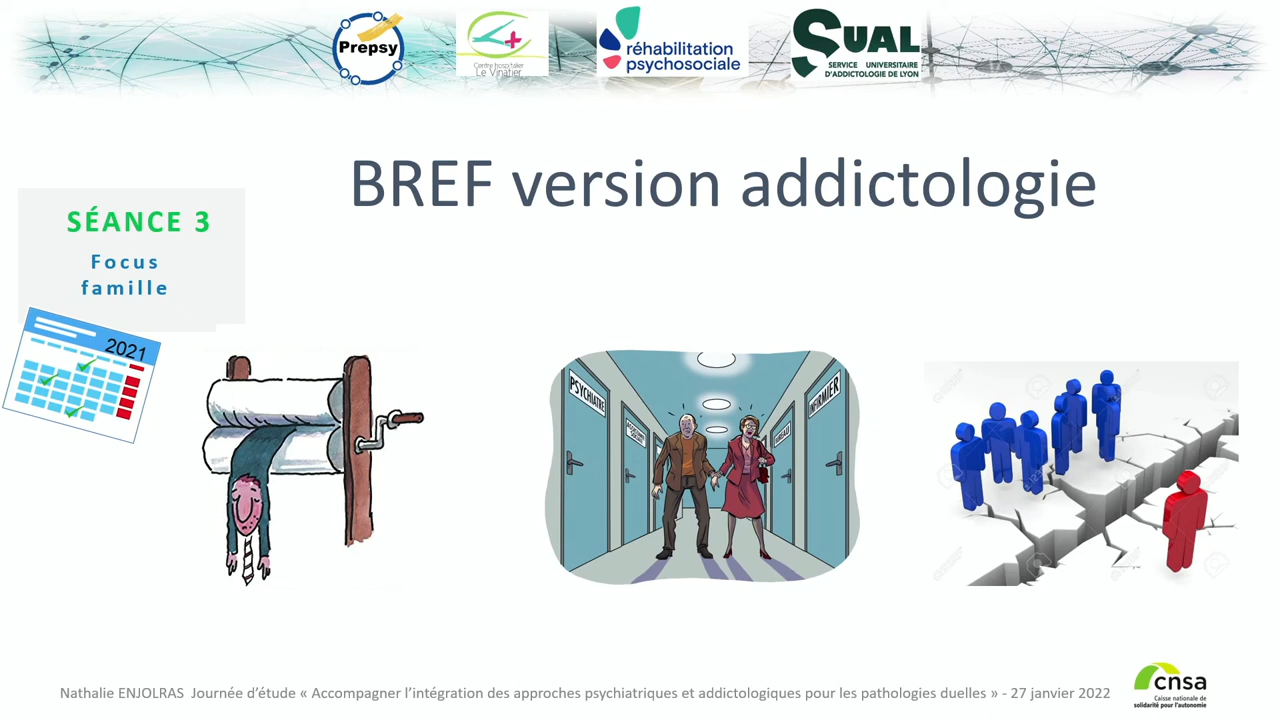 Prepsy
Centre hospitalier
Le Vinatier
réhabilitation
psychosociale
SUAL
SERVICE UNIVERSITAIRE
D'ADDICTOLOGIE DE LYON
BREF version addictologie
SÉANCE 3
Focus
famille
2021
PSYCHIATRE
INFIRMIER
cnsa
Caisse nationale de
solidarité pour l'autonomie
Nathalie ENJOLRAS Journée d'étude « Accompagner l'intégration des approches psychiatriques et addictologiques pour les pathologies duelles » - 27 janvier 2022